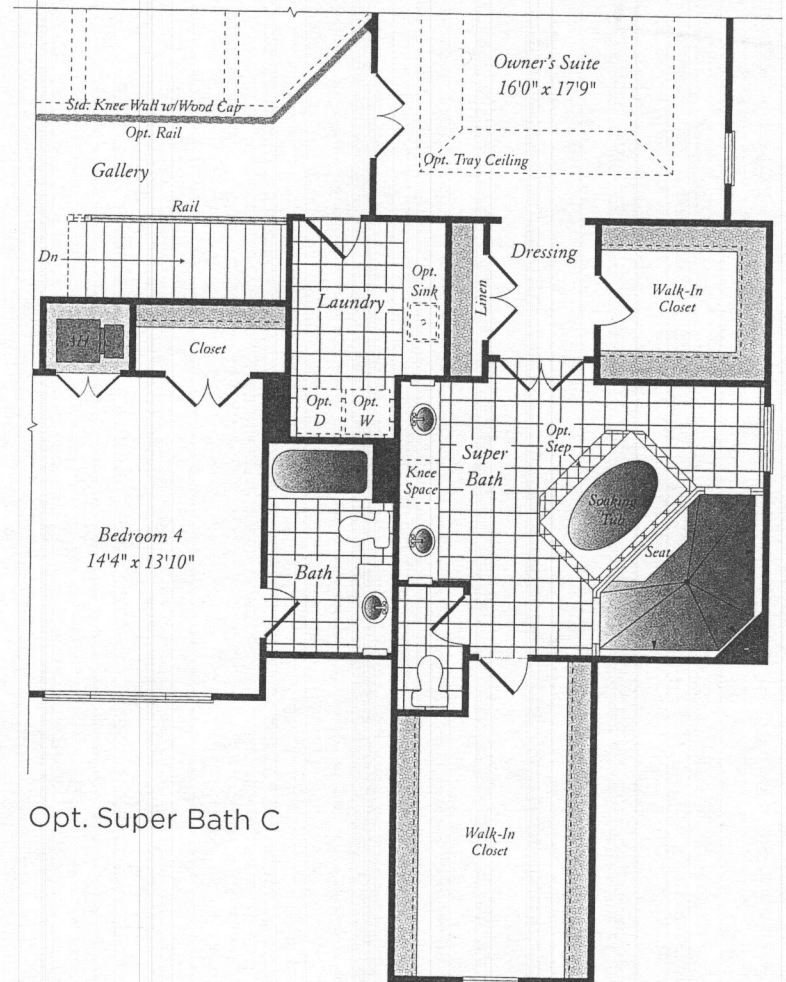 Owner's Suite
16'0" x 17'9"
Std. Knee Wall w/Wood Cap
Opt. Rail
Opt. Tray Ceiling
Gallery
Rail
Dn
Dressing
Opt.
Sink
Linen
Laundry
Walk-In
Closet
AH
Closet
Opt.
D
Opt.
W
Opt.
Step
Super
Bath
Knee
Space
Soaking
Tub
Seat
Bedroom 4
14'4" x 13'10"
Bath
Opt. Super Bath C
Walk-In
Closet